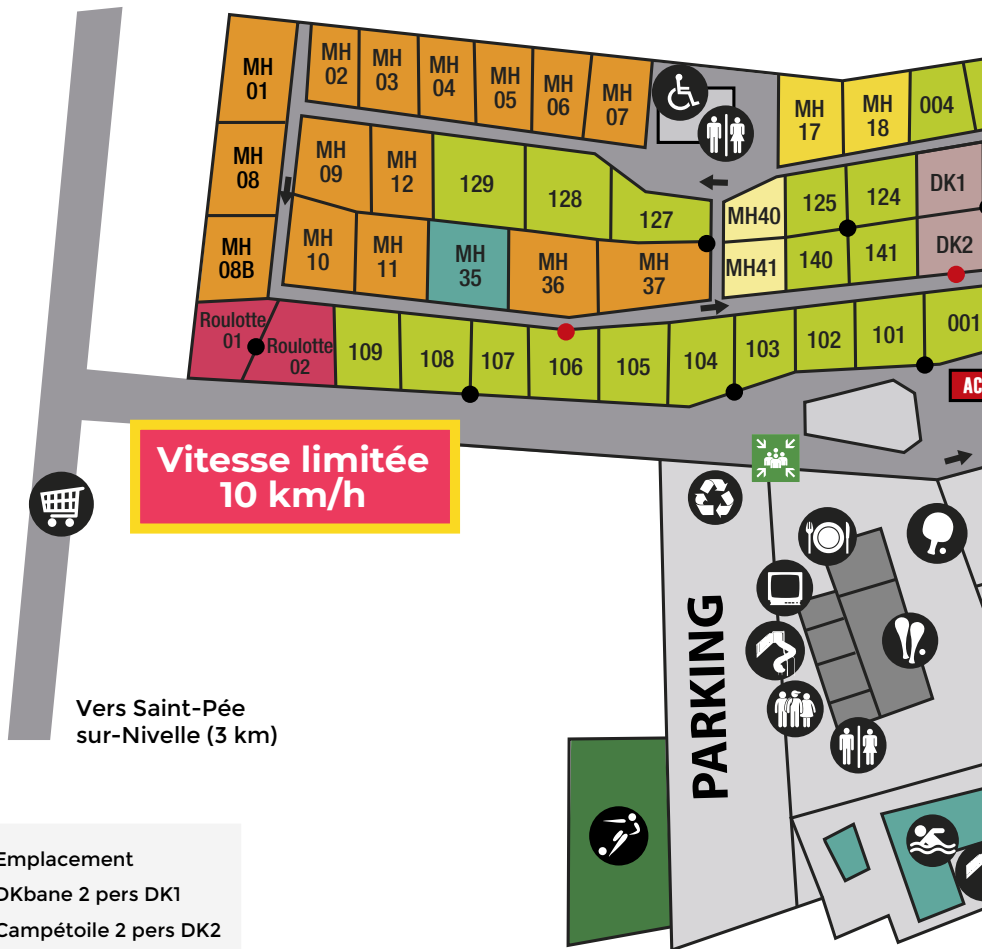 MH
01
MH
02
MH
03
MH
04
MH
05
MH
06
MH
07
MH
17
MH
18
004
MH
08
MH
09
MH
12
129
128
127
MH40
125
124
DK1
MH
08B
MH
10
MH
11
MH
35
MH
36
MH
37
MH41
140
141
DK2
Roulotte
01
Roulotte
02
109
108
107
106
105
104
103
102
101
001
AC
Vitesse limitée
10 km/h
PARKING
Vers Saint-Pée
sur-Nivelle (3 km)
Emplacement
DKbane 2 pers DK1
Campétoile 2 pers DK2